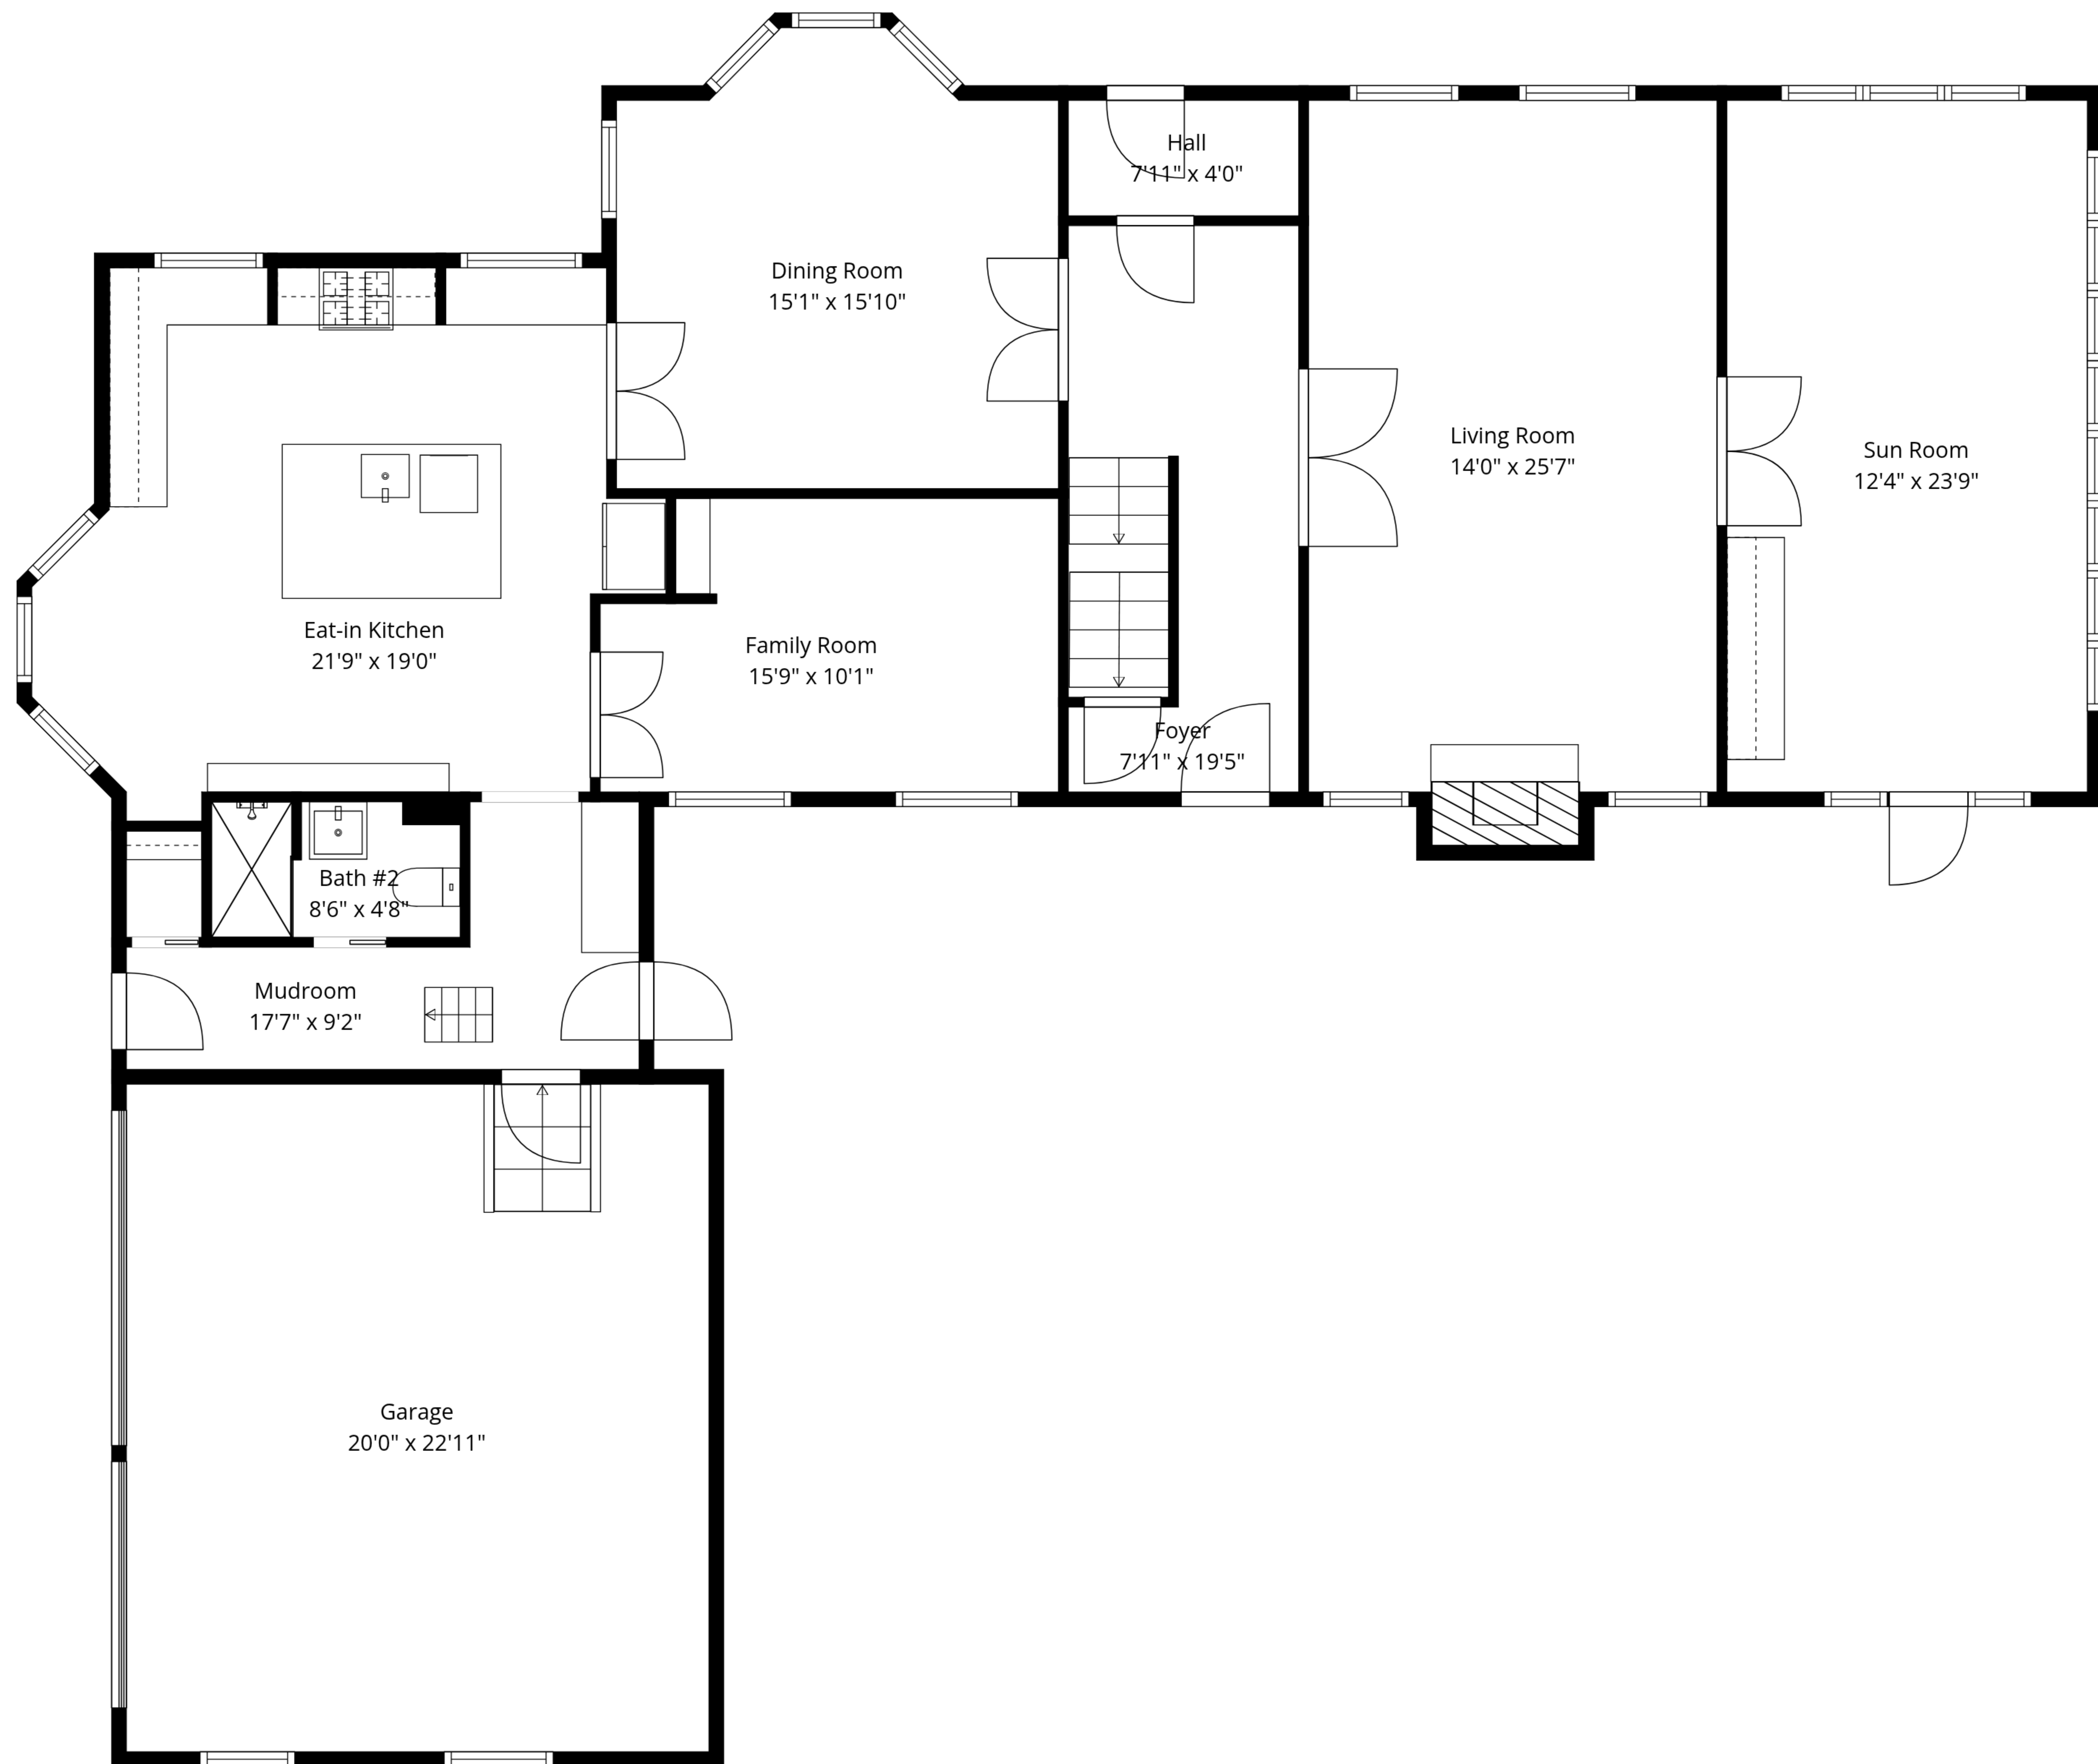 Hall
7'11" x 4'0"
Dining Room
15'1" x 15'10"
Living Room
14'0" x 25'7"
Sun Room
12'4" x 23'9"
Eat-in Kitchen
21'9" x 19'0"
Family Room
15'9" x 10'1"
Foyer
7'11" x 19'5"
Bath #2
8'6" x 4'8"
Mudroom
17'7" x 9'2"
Garage
20'0" x 22'11"